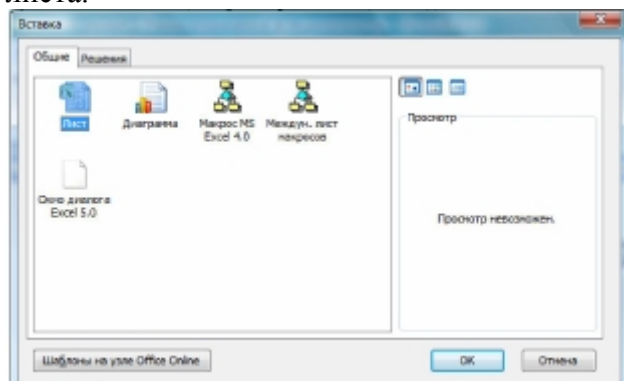 листа.
Вставка
Общие Решения
Лист Диаграмма Макрос MS Excel 4.0 Междун. лист макросов
Окно диалога Excel 5.0
Просмотр
Просмотр невозможен.
Шаблоны на узле Office Online
OK Отмена